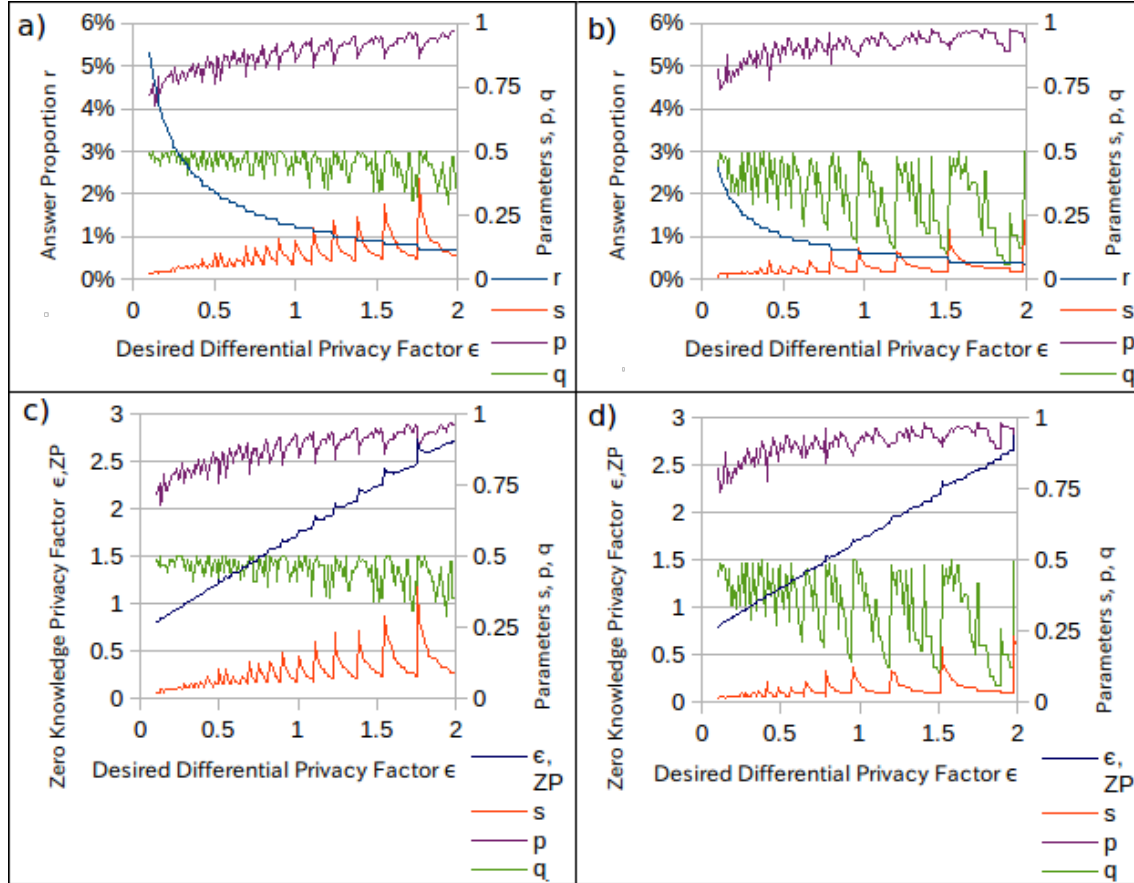 a)
6%
5%
4%
3%
2%
1%
0%
Answer Proportion r
1
0.75
0.5
0.25
0
Parameters s, p, q
0 0.5 1 1.5 2
Desired Differential Privacy Factor ϵ
r
s
p
q
b)
6%
5%
4%
3%
2%
1%
0%
Answer Proportion r
1
0.75
0.5
0.25
0
Parameters s, p, q
0 0.5 1 1.5 2
Desired Differential Privacy Factor ϵ
r
s
p
q
c)
3
2.5
2
1.5
1
0.5
0
Zero Knowledge Privacy Factor ϵ,ZP
1
0.75
0.5
0.25
0
Parameters s, p, q
0 0.5 1 1.5 2
Desired Differential Privacy Factor ϵ
ϵ,
ZP
s
p
q
d)
3
2.5
2
1.5
1
0.5
0
Zero Knowledge Privacy Factor ϵ,ZP
1
0.75
0.5
0.25
0
Parameters s, p, q
0 0.5 1 1.5 2
Desired Differential Privacy Factor ϵ
ϵ,
ZP
s
p
q